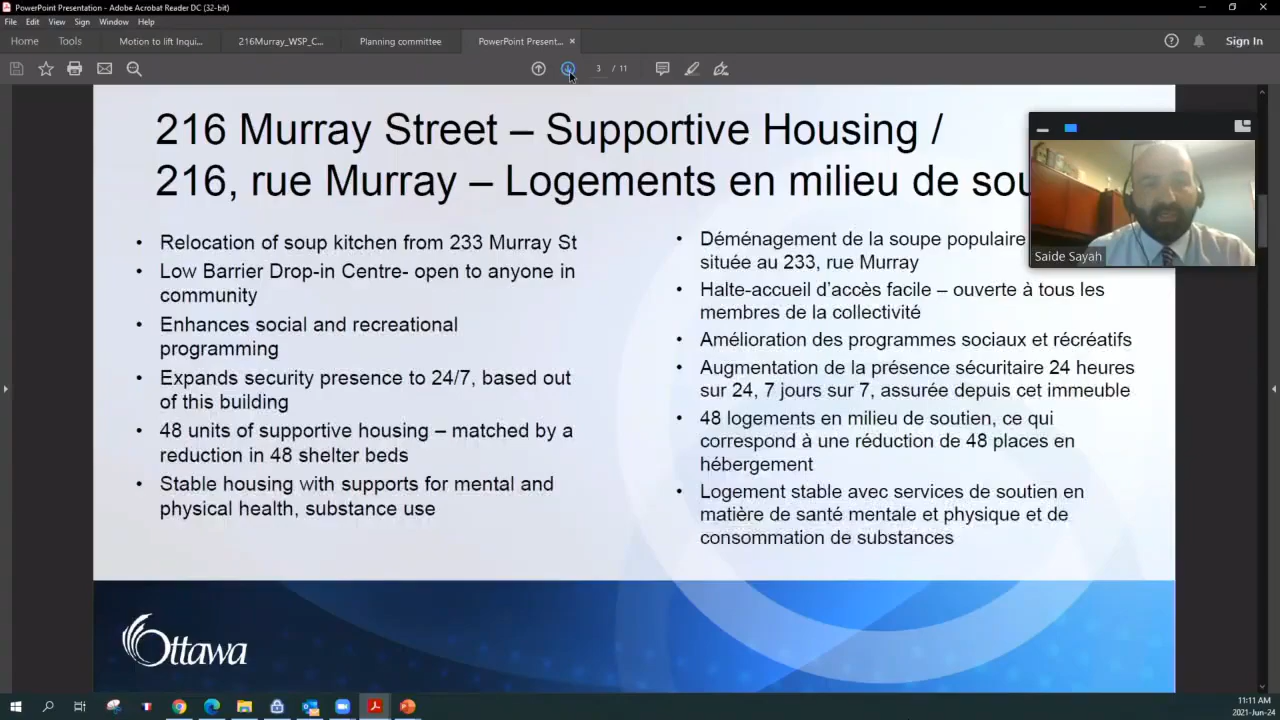 PowerPoint Presentation - Adobe Acrobat Reader DC (32-bit)
File Edit View Sign Window Help
Home Tools Motion to lift Inqui... 216Murray_WSP_C... Planning committee PowerPoint Present... × Sign In
3 / 11
216 Murray Street – Supportive Housing /
216, rue Murray – Logements en milieu de sou
Saide Sayah
• Relocation of soup kitchen from 233 Murray St
• Low Barrier Drop-in Centre- open to anyone in
community
• Enhances social and recreational
programming
• Expands security presence to 24/7, based out
of this building
• 48 units of supportive housing – matched by a
reduction in 48 shelter beds
• Stable housing with supports for mental and
physical health, substance use
• Déménagement de la soupe populaire
située au 233, rue Murray
• Halte-accueil d’accès facile – ouverte à tous les
membres de la collectivité
• Amélioration des programmes sociaux et récréatifs
• Augmentation de la présence sécuritaire 24 heures
sur 24, 7 jours sur 7, assurée depuis cet immeuble
• 48 logements en milieu de soutien, ce qui
correspond à une réduction de 48 places en
hébergement
• Logement stable avec services de soutien en
matière de santé mentale et physique et de
consommation de substances
Ottawa
11:11 AM
2021-Jun-24